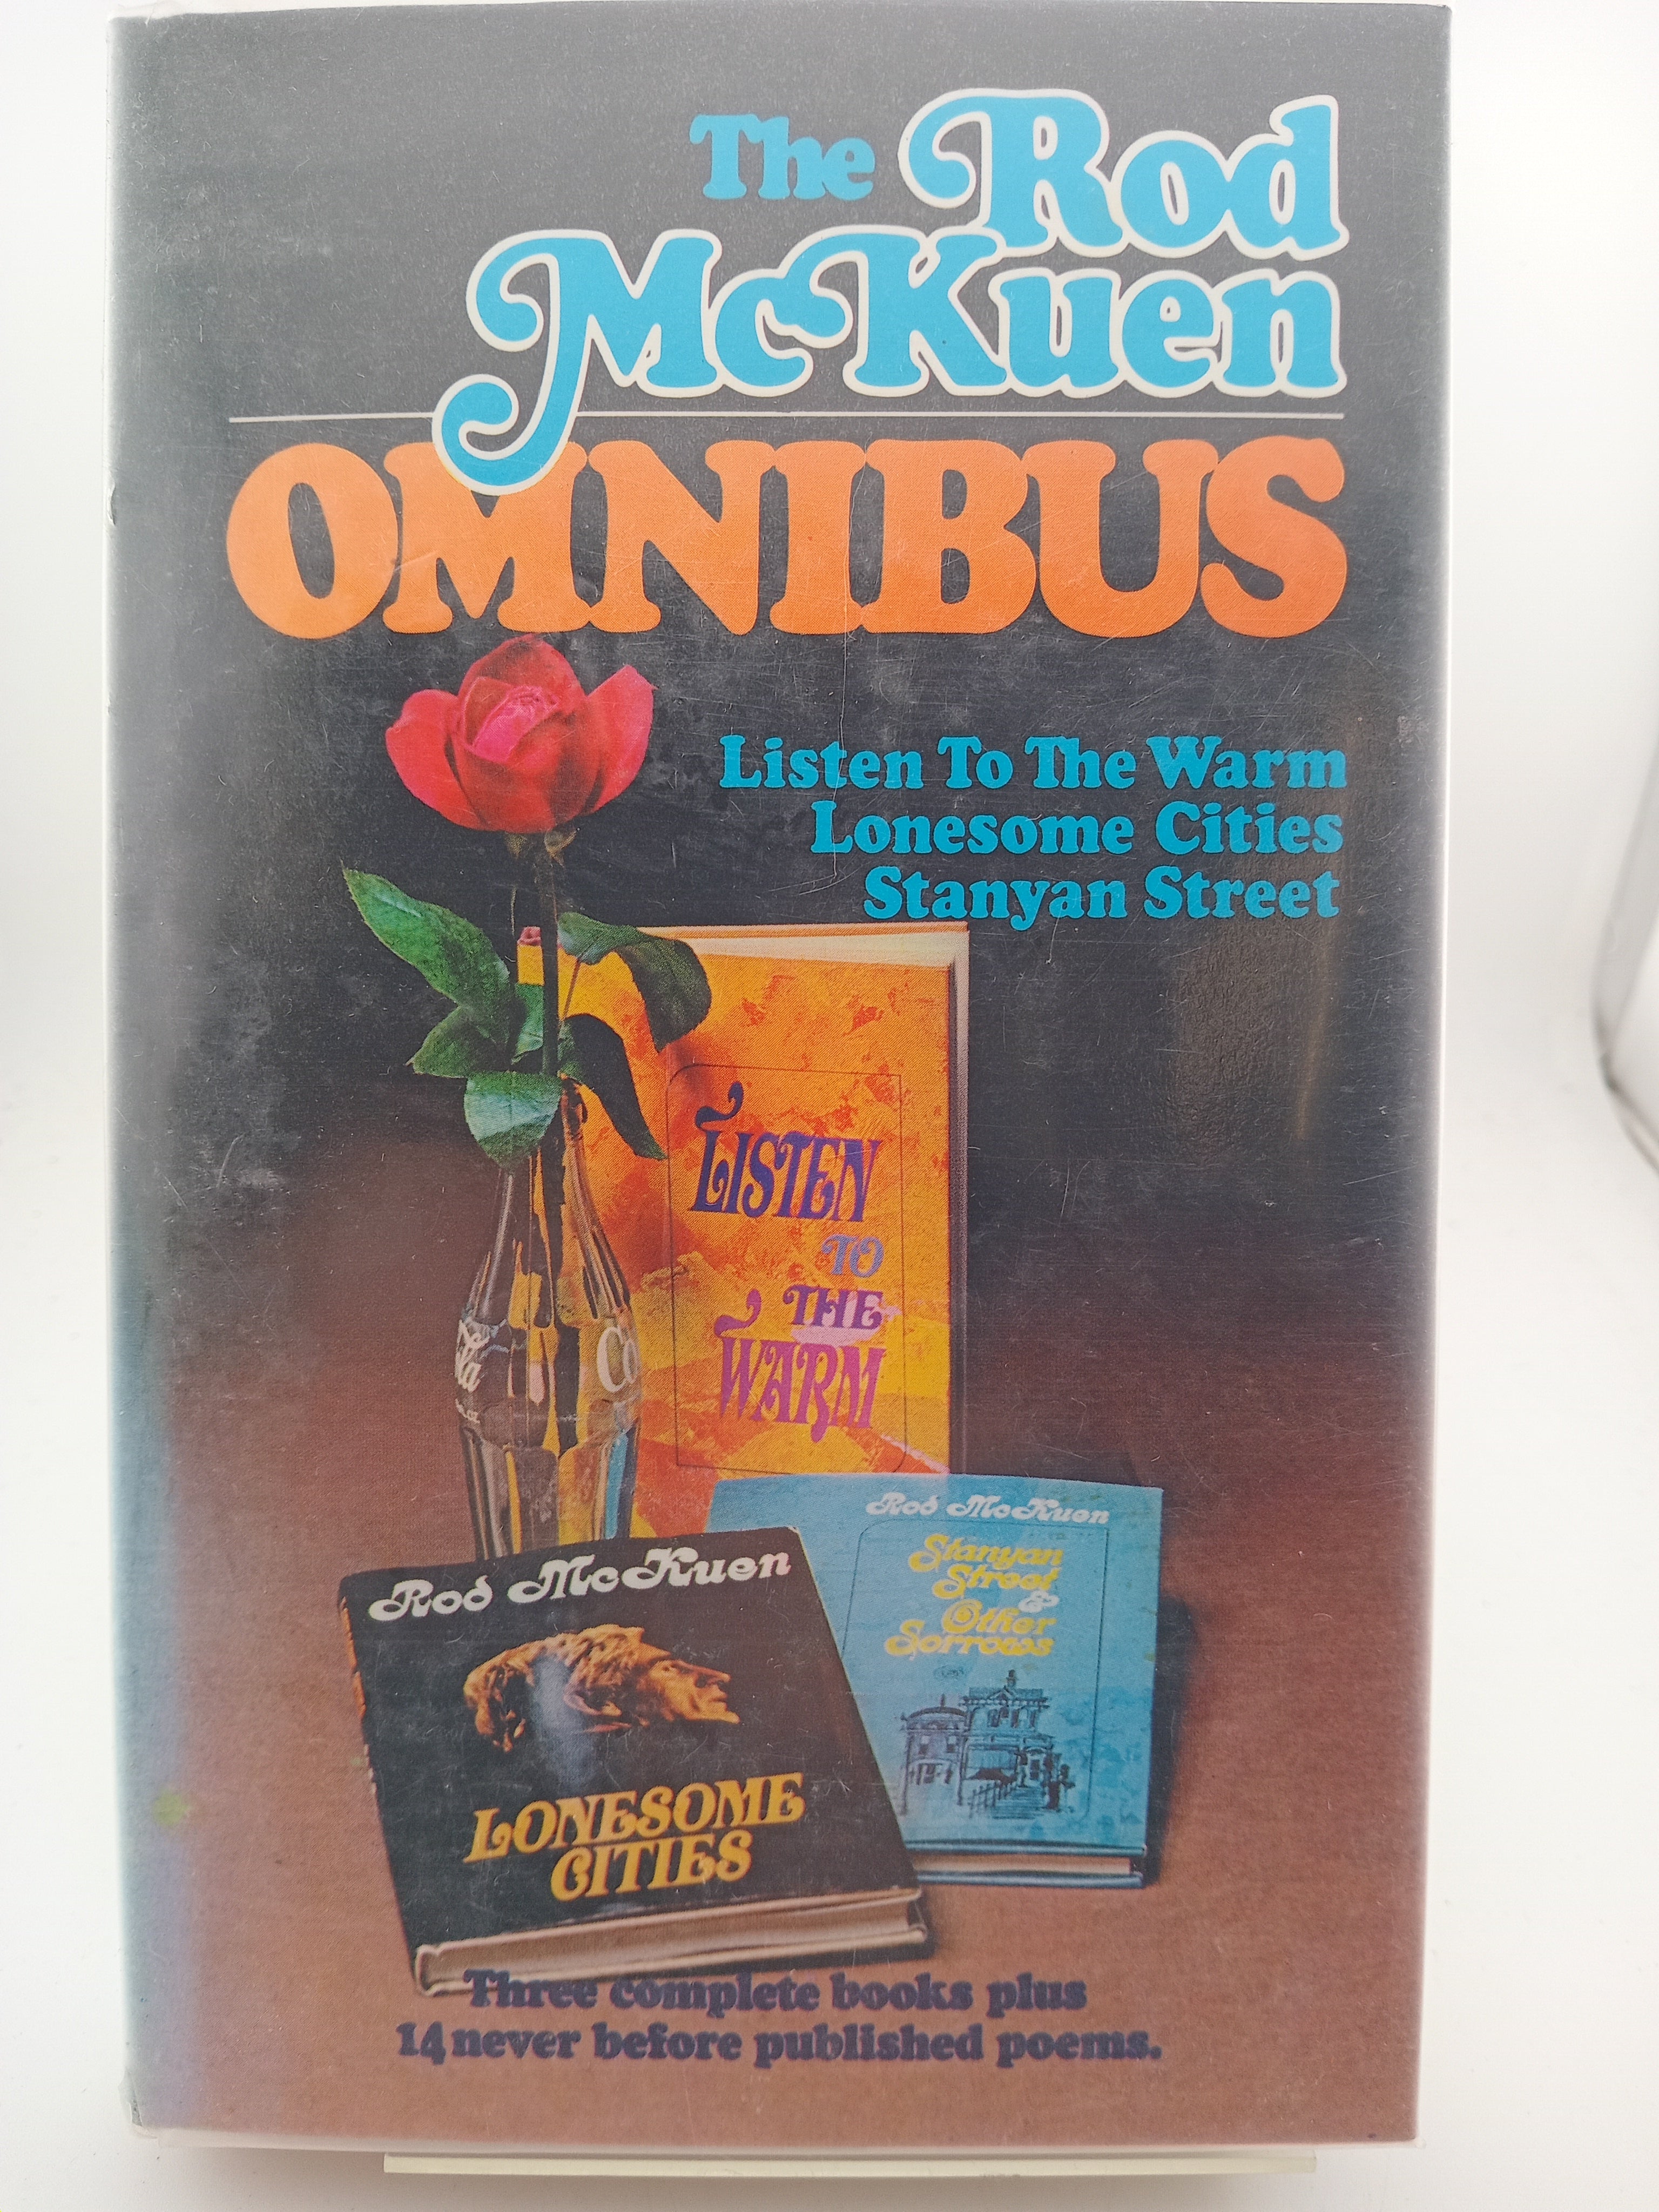 The Rod
McKuen
OMNIBUS
Listen To The Warm
Lonesome Cities
Stanyan Street
LISTEN
TO
THE
WARM
Co
Rod McKuen
Stanyan
Street
&
Other
Sorrows
Rod McKuen
LONESOME
CITIES
Three complete books plus
14 never before published poems.